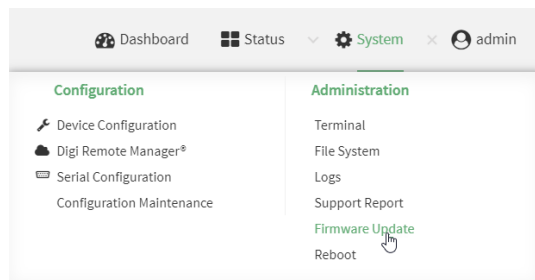 Dashboard Status System admin
Configuration
Device Configuration
Digi Remote Manager®
Serial Configuration
Configuration Maintenance
Administration
Terminal
File System
Logs
Support Report
Firmware Update
Reboot